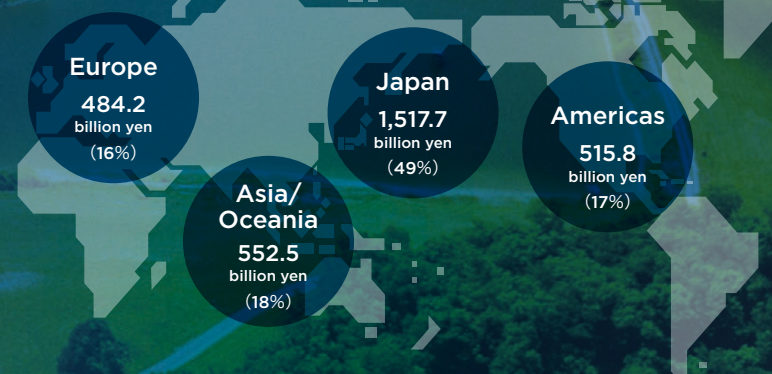 Europe
484.2
billion yen
(16%)
Asia/
Oceania
552.5
billion yen
(18%)
Japan
1,517.7
billion yen
(49%)
Americas
515.8
billion yen
(17%)